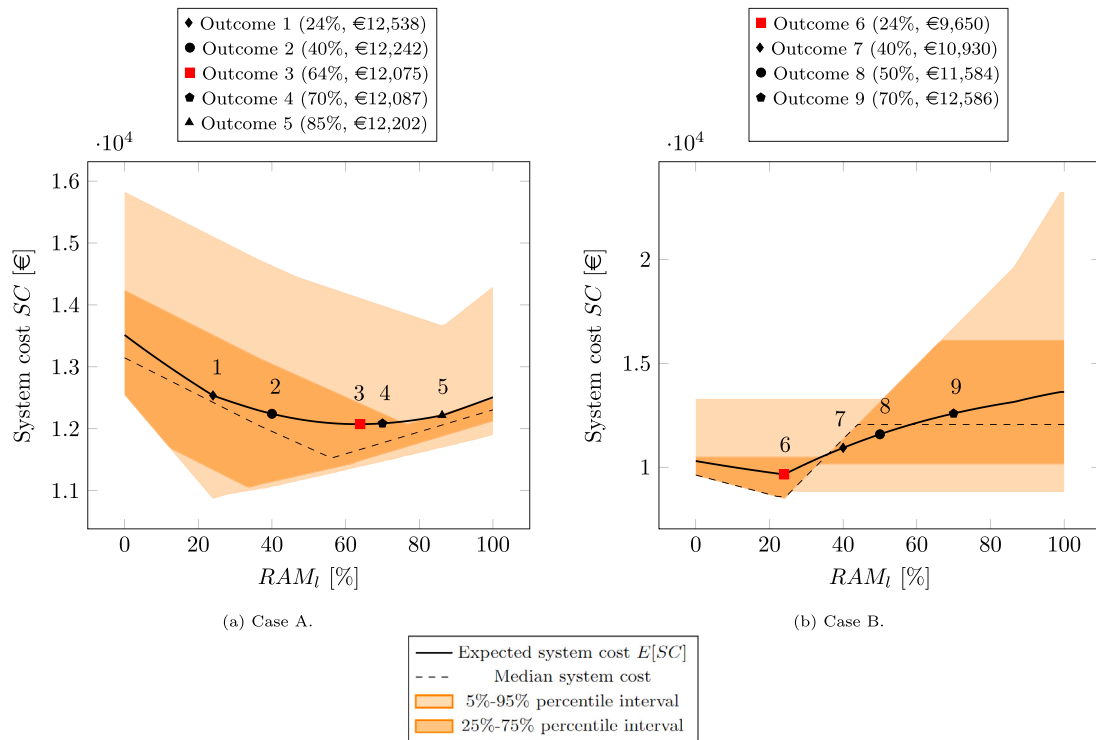 Outcome 1 (24%, €12,538)
Outcome 2 (40%, €12,242)
Outcome 3 (64%, €12,075)
Outcome 4 (70%, €12,087)
Outcome 5 (85%, €12,202)
·10⁴
1.6
1.5
1.4
1.3
1.2
1.1
System cost SC [€]
1
2
3
4
5
0 20 40 60 80 100
RAM_l [%]
(a) Case A.
Outcome 6 (24%, €9,650)
Outcome 7 (40%, €10,930)
Outcome 8 (50%, €11,584)
Outcome 9 (70%, €12,586)
·10⁴
2
1.5
1
System cost SC [€]
6
7
8
9
0 20 40 60 80 100
RAM_l [%]
(b) Case B.
Expected system cost E[SC]
Median system cost
5%-95% percentile interval
25%-75% percentile interval